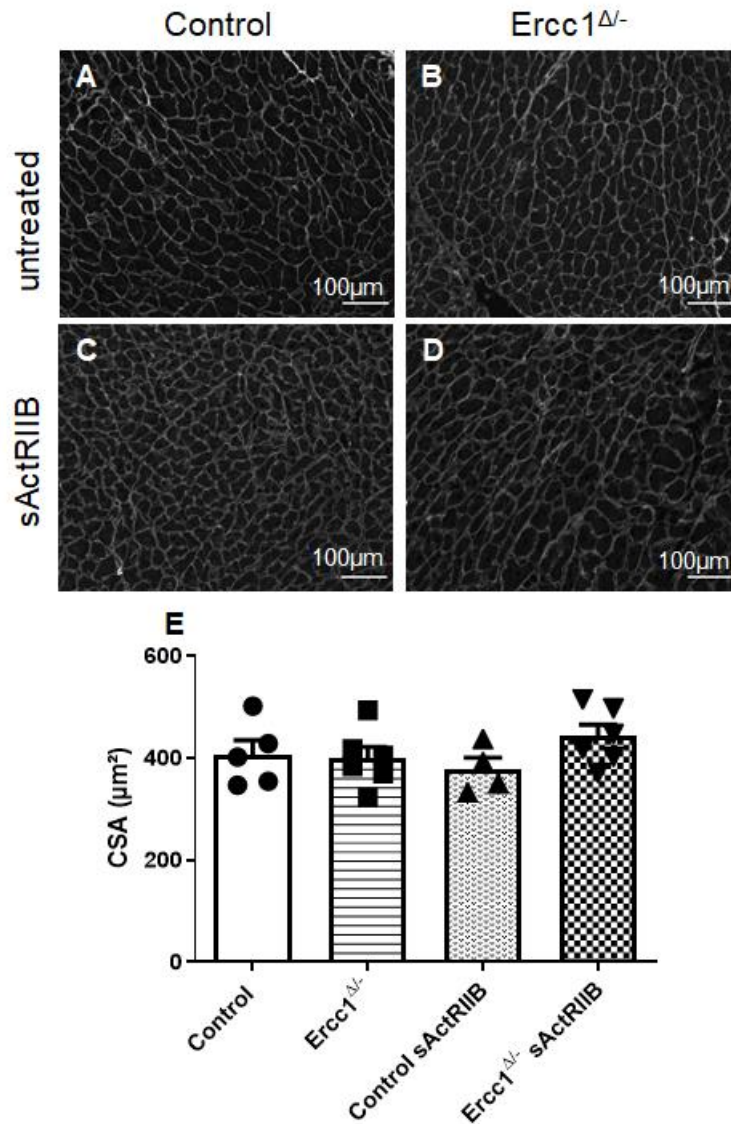 Control Ercc1Δ/-
untreated
A B
100µm 100µm
sActRIIB
C D
100µm 100µm
E
600
400
200
0
CSA (µm²)
Control
Ercc1Δ/-
Control sActRIIB
Ercc1Δ/- sActRIIB